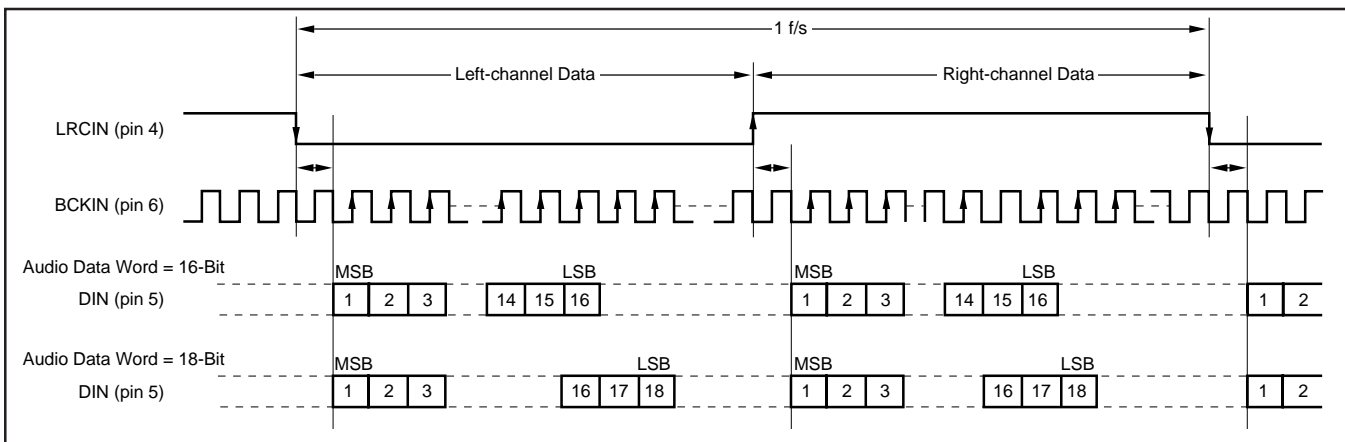 1 f/s
Left-channel Data Right-channel Data
LRCIN (pin 4)
BCKIN (pin 6)
Audio Data Word = 16-Bit
MSB LSB MSB LSB
DIN (pin 5) 1 2 3 14 15 16 1 2 3 14 15 16 1 2
Audio Data Word = 18-Bit
MSB LSB MSB LSB
DIN (pin 5) 1 2 3 16 17 18 1 2 3 16 17 18 1 2